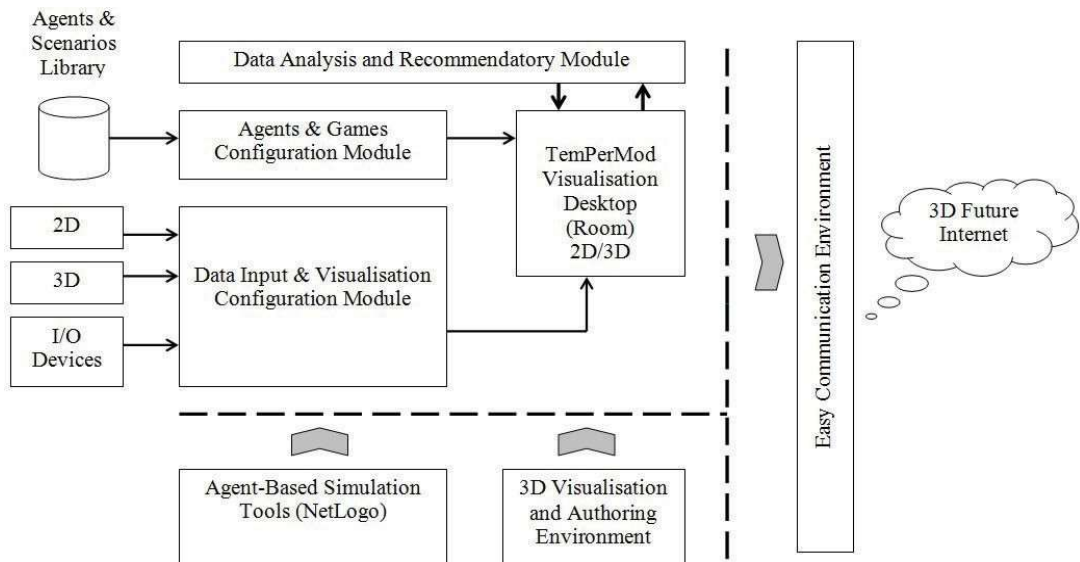 Agents &
Scenarios
Library
Data Analysis and Recommendatory Module
Agents & Games
Configuration Module
TemPerMod
Visualisation
Desktop
(Room)
2D/3D
2D
3D
I/O
Devices
Data Input & Visualisation
Configuration Module
Agent-Based Simulation
Tools (NetLogo)
3D Visualisation
and Authoring
Environment
Easy Communication Environment
3D Future
Internet